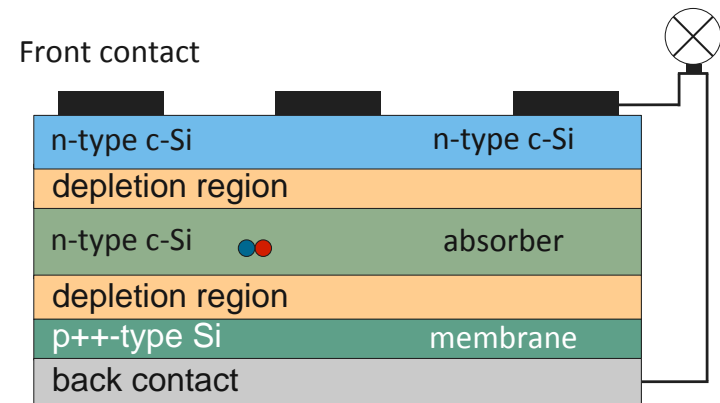 Front contact
n-type c-Si n-type c-Si
depletion region
n-type c-Si absorber
depletion region
p++-type Si membrane
back contact